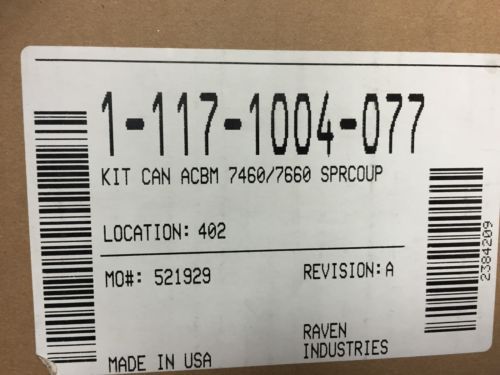 1-117-1004-077
KIT CAN ACBM 7460/7660 SPRCOUP
LOCATION: 402
MO#: 521929
REVISION: A
2384209
RAVEN
INDUSTRIES
MADE IN USA